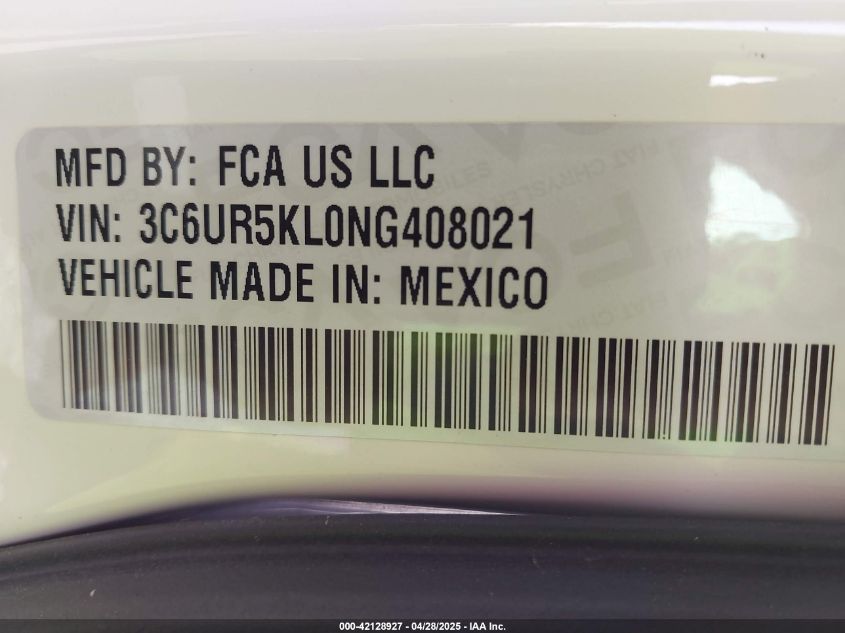 MFD BY: FCA US LLC
VIN: 3C6UR5KL0NG408021
VEHICLE MADE IN: MEXICO
000-42128927 - 04/28/2025 - IAA Inc.